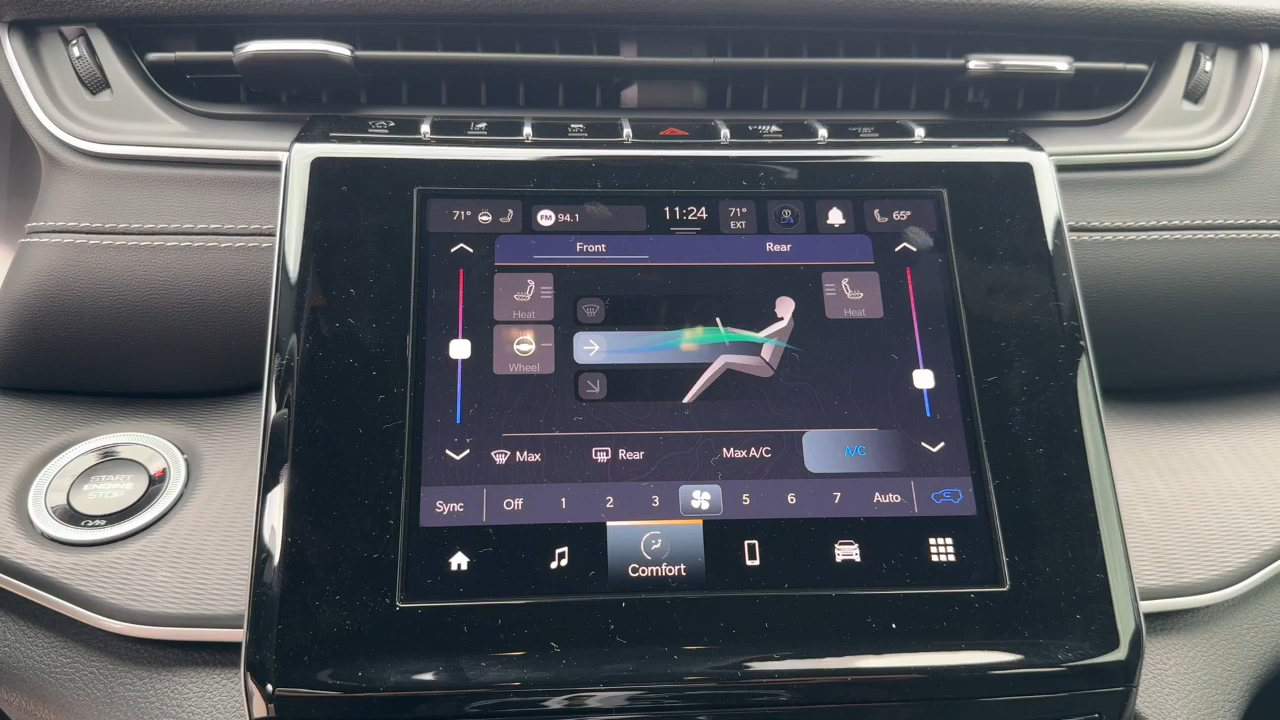 71°
FM 94.1
11:24
71°
EXT
65°
Front
Rear
Heat
Heat
Wheel
Max
Rear
Max A/C
A/C
Sync
Off
1
2
3
5
6
7
Auto
Comfort
START
ENGINE
STOP